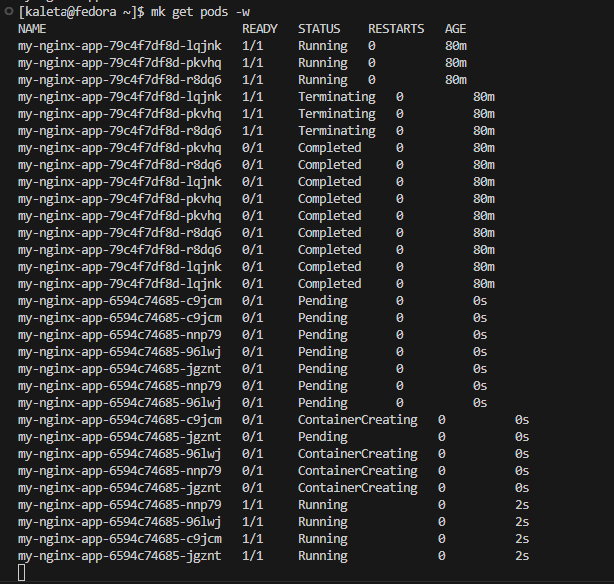 [kaleta@fedora ~]$ mk get pods -w
NAME READY STATUS RESTARTS AGE
my-nginx-app-79c4f7df8d-lqjnk 1/1 Running 0 80m
my-nginx-app-79c4f7df8d-pkvhq 1/1 Running 0 80m
my-nginx-app-79c4f7df8d-r8dq6 1/1 Running 0 80m
my-nginx-app-79c4f7df8d-lqjnk 1/1 Terminating 0 80m
my-nginx-app-79c4f7df8d-pkvhq 1/1 Terminating 0 80m
my-nginx-app-79c4f7df8d-r8dq6 1/1 Terminating 0 80m
my-nginx-app-79c4f7df8d-pkvhq 0/1 Completed 0 80m
my-nginx-app-79c4f7df8d-r8dq6 0/1 Completed 0 80m
my-nginx-app-79c4f7df8d-lqjnk 0/1 Completed 0 80m
my-nginx-app-79c4f7df8d-pkvhq 0/1 Completed 0 80m
my-nginx-app-79c4f7df8d-pkvhq 0/1 Completed 0 80m
my-nginx-app-79c4f7df8d-r8dq6 0/1 Completed 0 80m
my-nginx-app-79c4f7df8d-r8dq6 0/1 Completed 0 80m
my-nginx-app-79c4f7df8d-lqjnk 0/1 Completed 0 80m
my-nginx-app-79c4f7df8d-lqjnk 0/1 Completed 0 80m
my-nginx-app-6594c74685-c9jcm 0/1 Pending 0 0s
my-nginx-app-6594c74685-c9jcm 0/1 Pending 0 0s
my-nginx-app-6594c74685-nnp79 0/1 Pending 0 0s
my-nginx-app-6594c74685-96lwj 0/1 Pending 0 0s
my-nginx-app-6594c74685-jgznt 0/1 Pending 0 0s
my-nginx-app-6594c74685-nnp79 0/1 Pending 0 0s
my-nginx-app-6594c74685-96lwj 0/1 Pending 0 0s
my-nginx-app-6594c74685-c9jcm 0/1 ContainerCreating 0 0s
my-nginx-app-6594c74685-jgznt 0/1 Pending 0 0s
my-nginx-app-6594c74685-96lwj 0/1 ContainerCreating 0 0s
my-nginx-app-6594c74685-nnp79 0/1 ContainerCreating 0 0s
my-nginx-app-6594c74685-jgznt 0/1 ContainerCreating 0 0s
my-nginx-app-6594c74685-nnp79 1/1 Running 0 2s
my-nginx-app-6594c74685-96lwj 1/1 Running 0 2s
my-nginx-app-6594c74685-c9jcm 1/1 Running 0 2s
my-nginx-app-6594c74685-jgznt 1/1 Running 0 2s